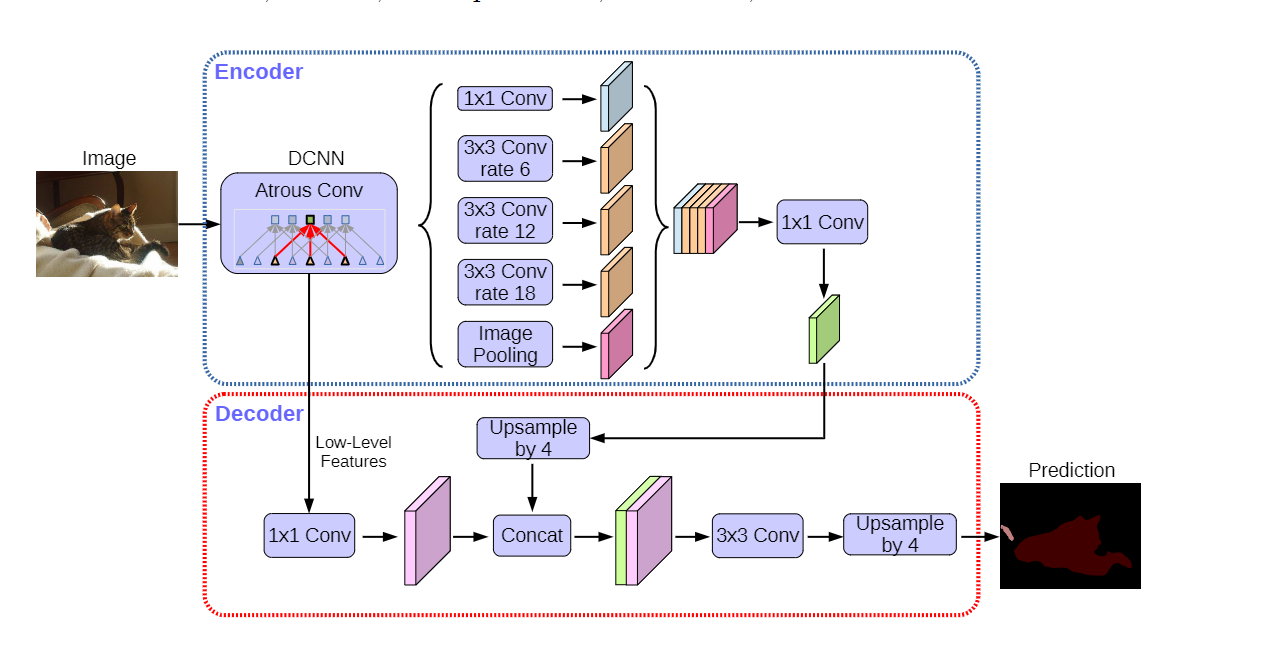 Encoder
1x1 Conv
3x3 Conv
rate 6
Image
DCNN
Atrous Conv
3x3 Conv
rate 12
1x1 Conv
3x3 Conv
rate 18
Image
Pooling
Decoder
Upsample
by 4
Low-Level
Features
Prediction
1x1 Conv
Concat
3x3 Conv
Upsample
by 4